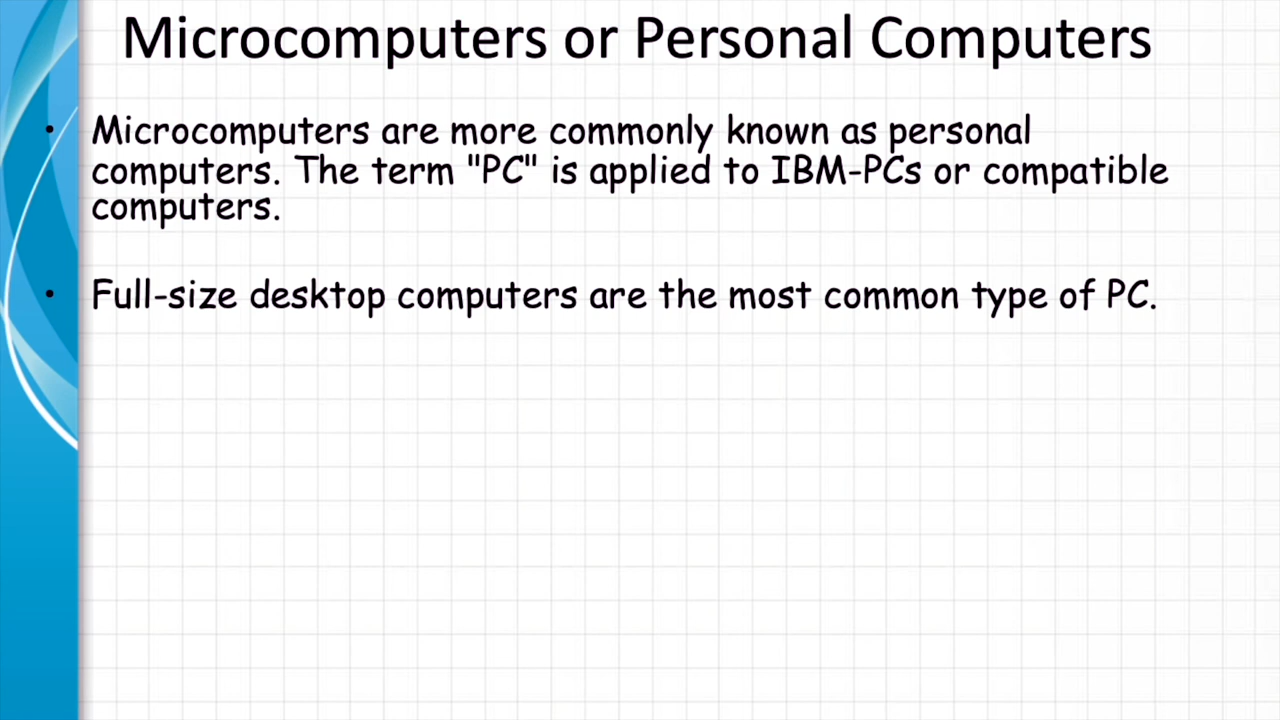 Microcomputers or Personal Computers
• Microcomputers are more commonly known as personal
computers. The term "PC" is applied to IBM-PCs or compatible
computers.
• Full-size desktop computers are the most common type of PC.